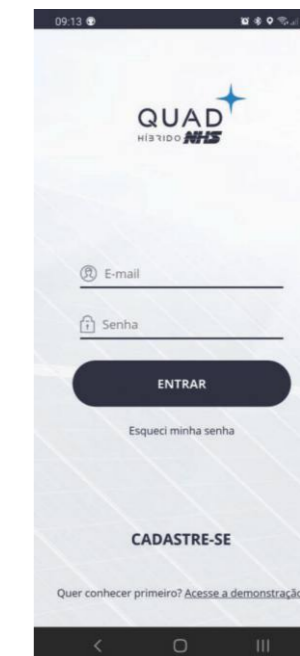 09:13
QUAD
HÍBRIDO NHS
E-mail
Senha
ENTRAR
Esqueci minha senha
CADASTRE-SE
Quer conhecer primeiro? Acesse a demonstração